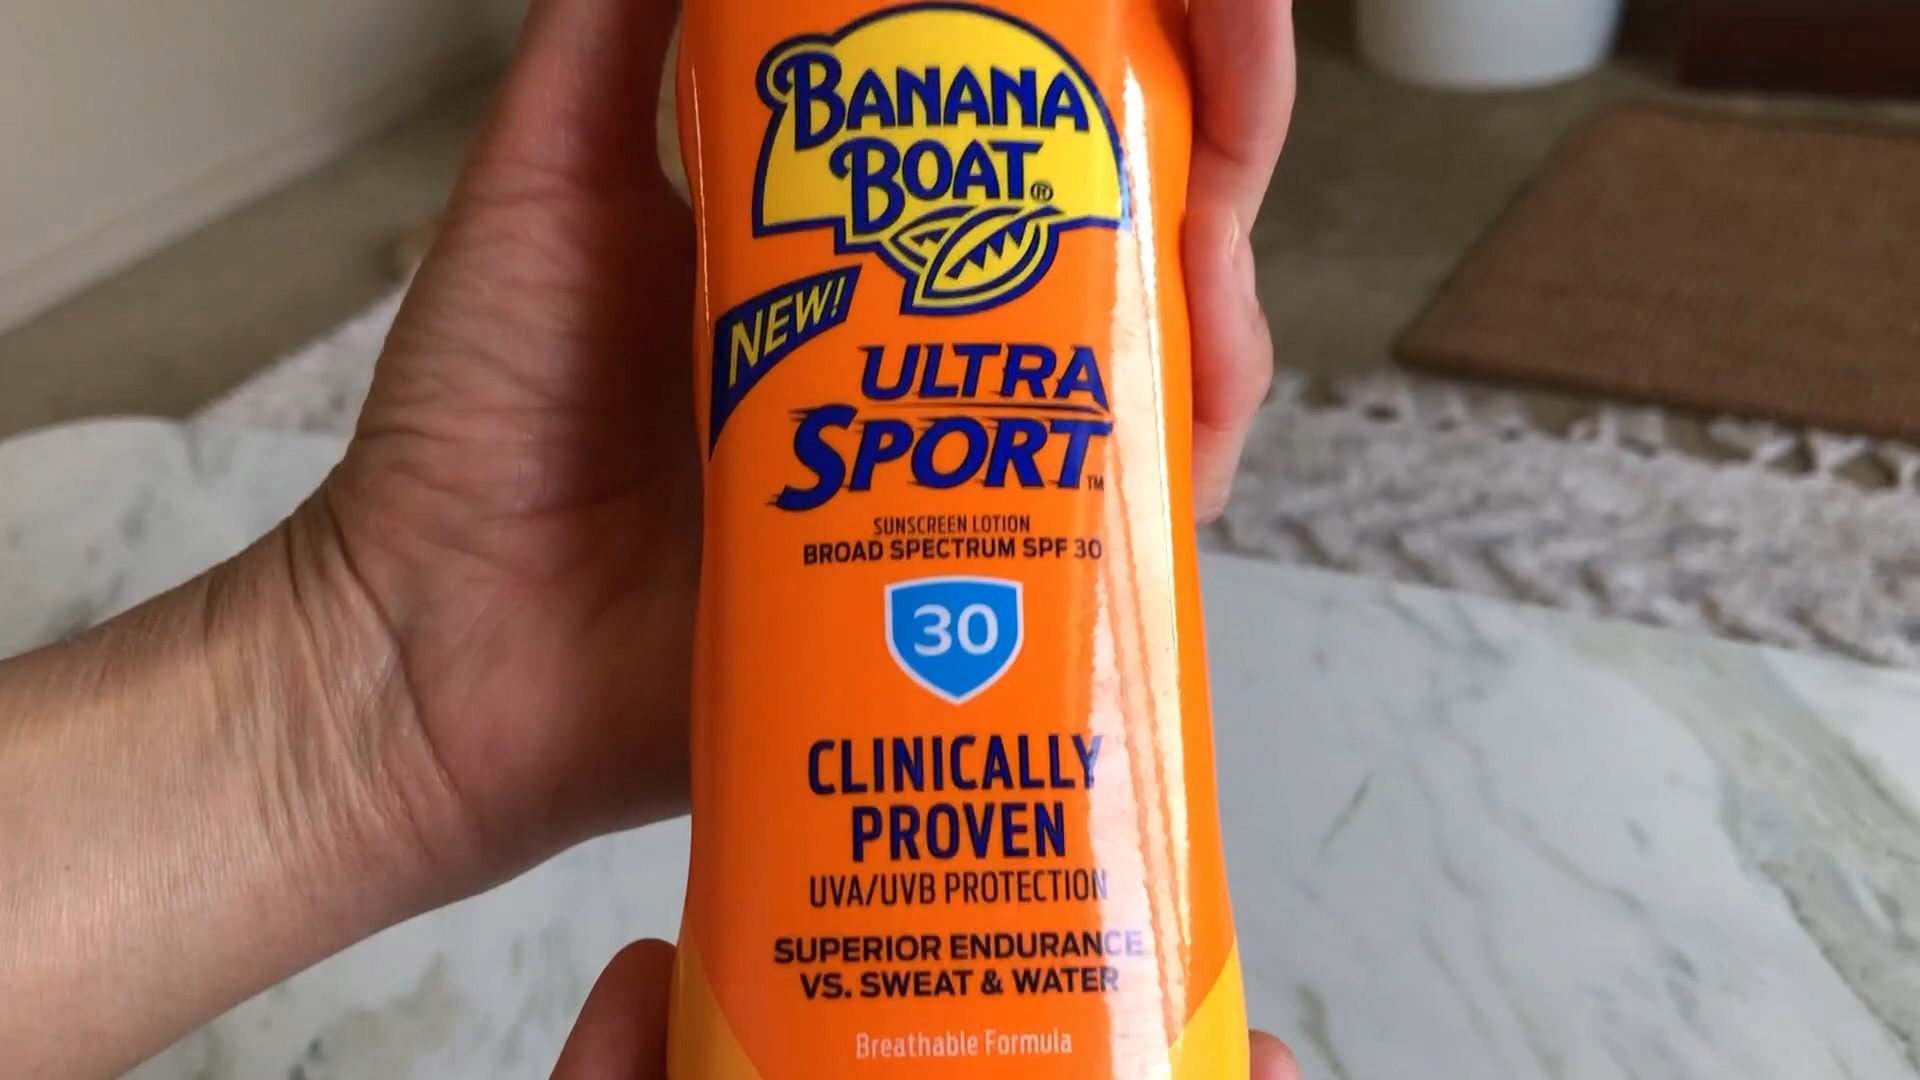 BANANA
BOAT®
NEW!
ULTRA
SPORT™
SUNSCREEN LOTION
BROAD SPECTRUM SPF 30
30
CLINICALLY
PROVEN
UVA/UVB PROTECTION
SUPERIOR ENDURANCE
VS. SWEAT & WATER
Breathable Formula